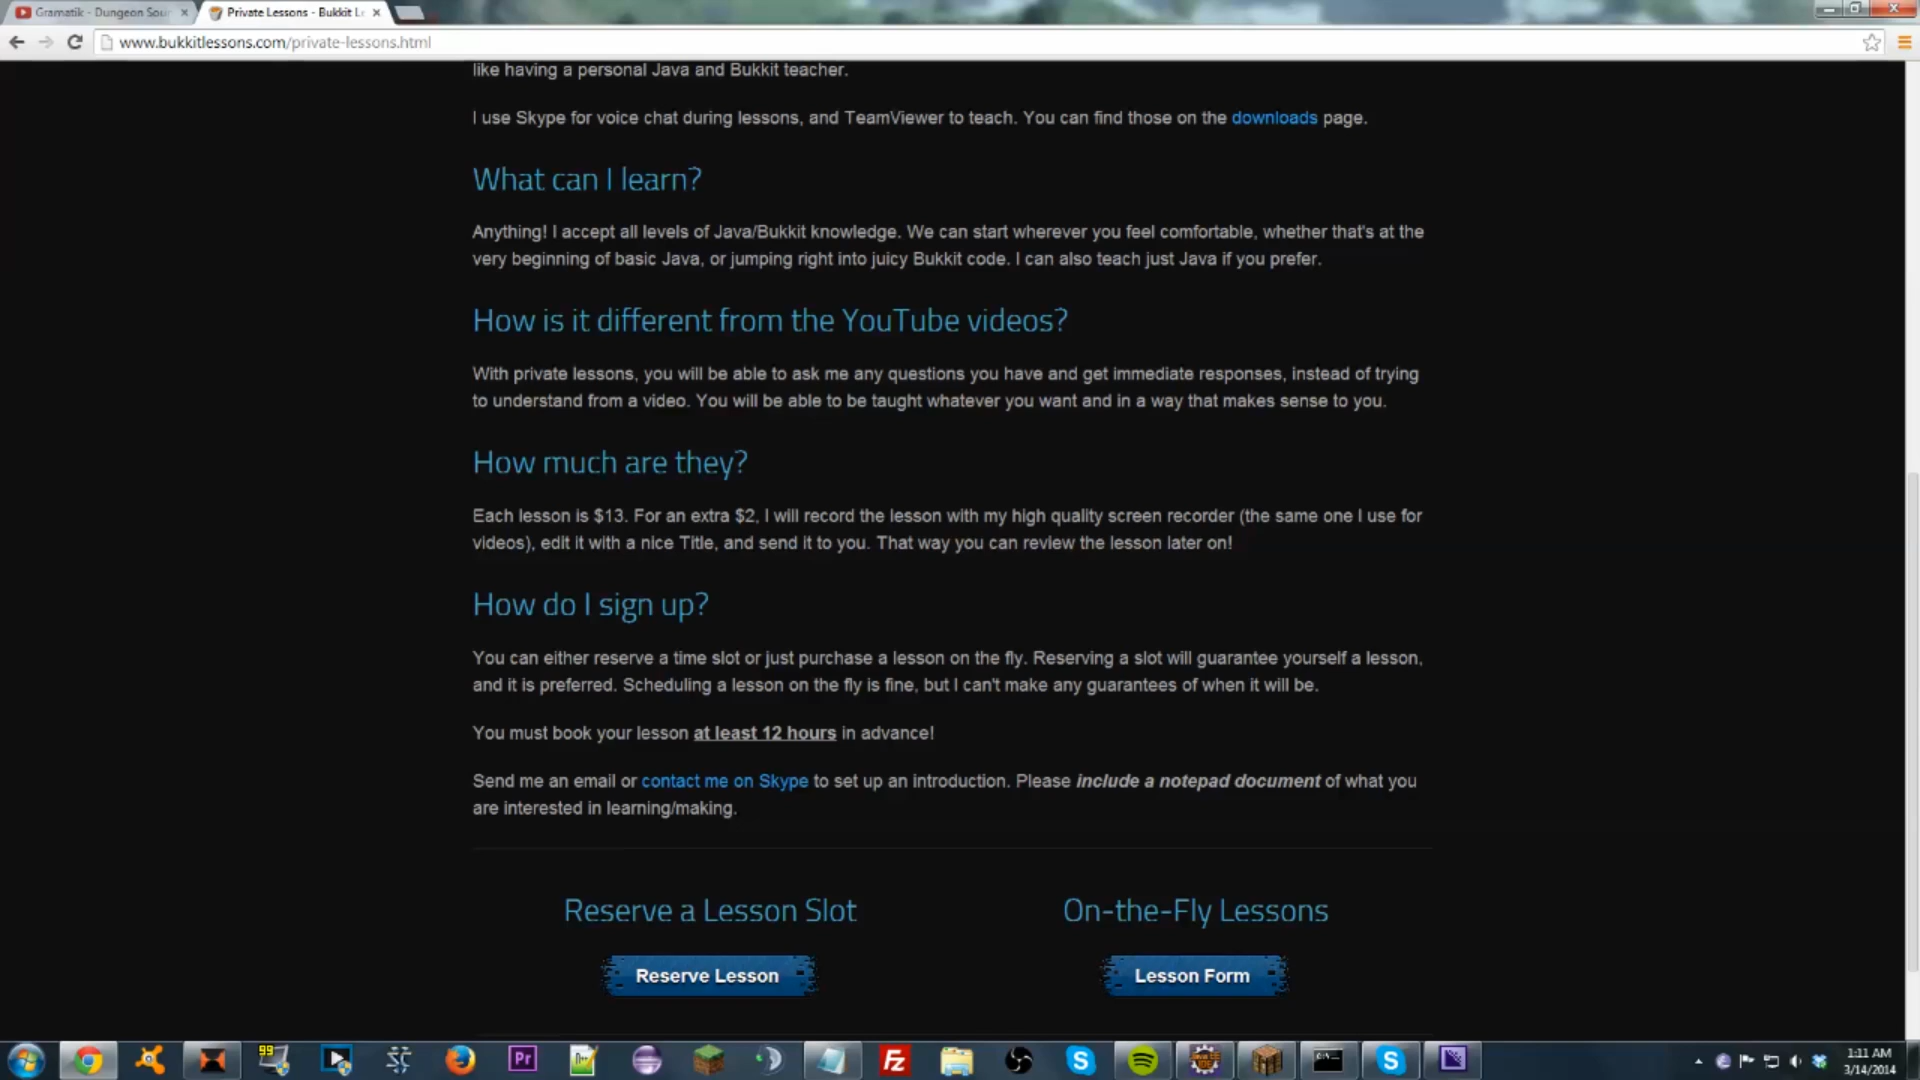 Gramatik - Dungeon Sour
Private Lessons - Bukkit Le
www.bukkitlessons.com/private-lessons.html
like having a personal Java and Bukkit teacher.
I use Skype for voice chat during lessons, and TeamViewer to teach. You can find those on the downloads page.
What can I learn?
Anything! I accept all levels of Java/Bukkit knowledge. We can start wherever you feel comfortable, whether that's at the
very beginning of basic Java, or jumping right into juicy Bukkit code. I can also teach just Java if you prefer.
How is it different from the YouTube videos?
With private lessons, you will be able to ask me any questions you have and get immediate responses, instead of trying
to understand from a video. You will be able to be taught whatever you want and in a way that makes sense to you.
How much are they?
Each lesson is $13. For an extra $2, I will record the lesson with my high quality screen recorder (the same one I use for
videos), edit it with a nice Title, and send it to you. That way you can review the lesson later on!
How do I sign up?
You can either reserve a time slot or just purchase a lesson on the fly. Reserving a slot will guarantee yourself a lesson,
and it is preferred. Scheduling a lesson on the fly is fine, but I can't make any guarantees of when it will be.
You must book your lesson at least 12 hours in advance!
Send me an email or contact me on Skype to set up an introduction. Please include a notepad document of what you
are interested in learning/making.
Reserve a Lesson Slot
On-the-Fly Lessons
Reserve Lesson
Lesson Form
99
Pr
Fz
1:11 AM
3/14/2014